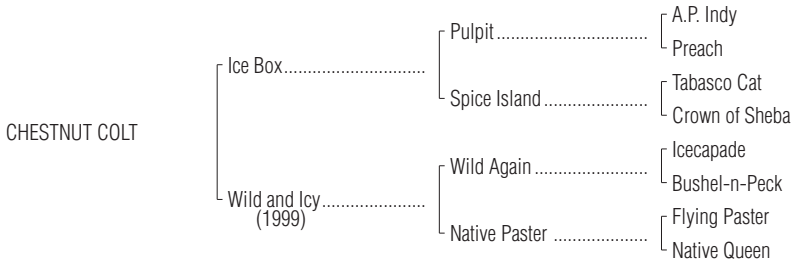 A.P. Indy
Pulpit
Preach
Ice Box
Tabasco Cat
Spice Island
Crown of Sheba
CHESTNUT COLT
Icecapade
Wild Again
Bushel-n-Peck
Wild and Icy
(1999)
Flying Paster
Native Paster
Native Queen